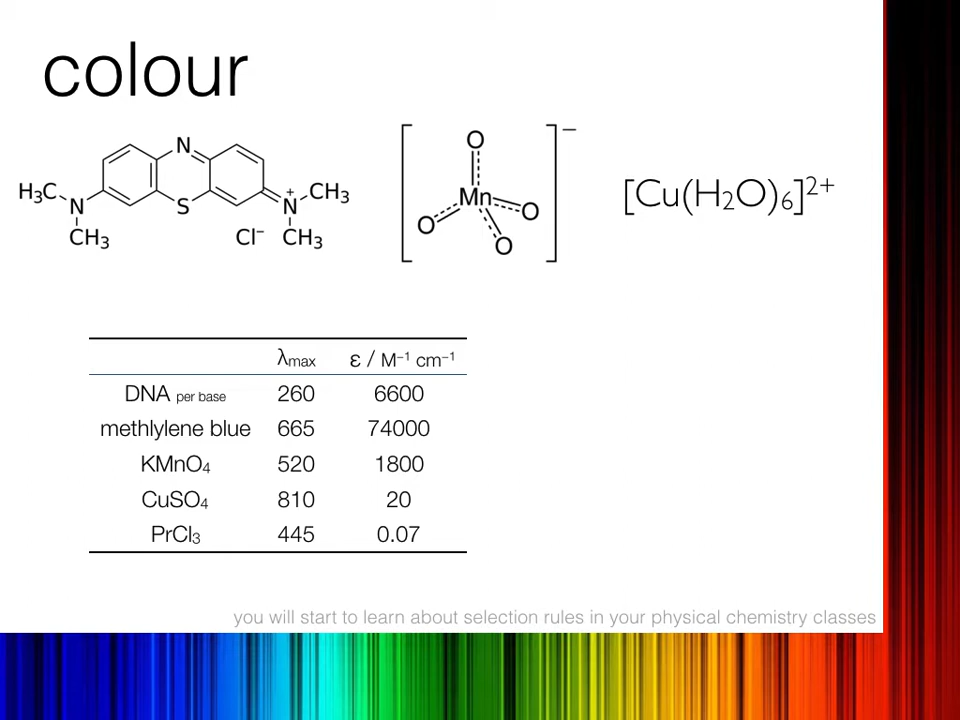 colour
N
H₃C
N
CH₃
S
Cl⁻
+
N
CH₃
CH₃
O
Mn
O
O
O
−
[Cu(H₂O)₆]²⁺
λmax ε / M⁻¹ cm⁻¹
DNA per base 260 6600
methlylene blue 665 74000
KMnO₄ 520 1800
CuSO₄ 810 20
PrCl₃ 445 0.07
you will start to learn about selection rules in your physical chemistry classes